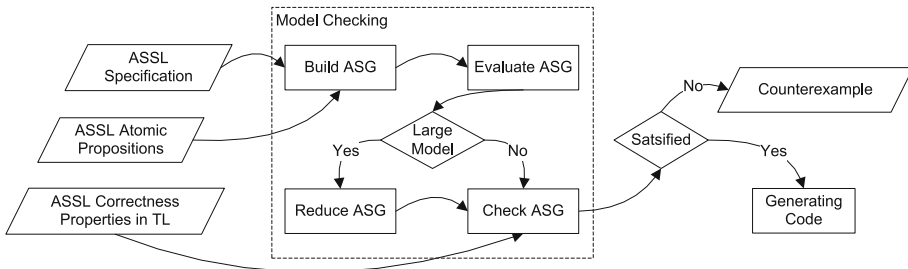 Model Checking
ASSL
Specification
Build ASG
Evaluate ASG
No
Counterexample
ASSL Atomic
Propositions
Large
Model
Satsified
Yes
No
Yes
ASSL Correctness
Properties in TL
Reduce ASG
Check ASG
Generating
Code